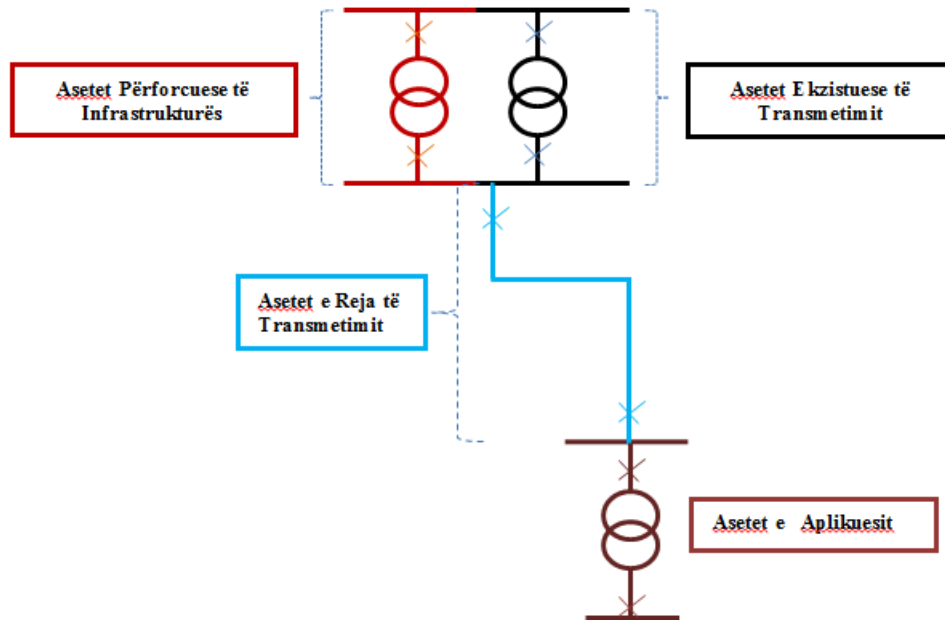 Asetet Përforcuese të
Infrastrukturës
Asetet Ekzistuese të
Transmetimit
Asetet e Reja të
Transmetimit
Asetet e Aplikuesit